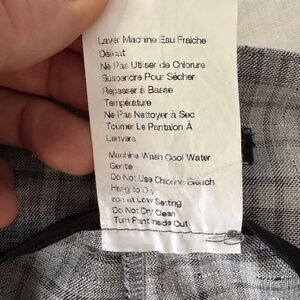 Laver Machine Eau Fraiche
Délicat
Ne Pas Utiliser de Chlorure
Suspendre Pour Sécher
Repasser à Basse
Température
Ne Pas Nettoyer à Sec
Tourner Le Pantalon À
L'envers
Machine Wash Cool Water
Gentle
Do Not Use Chlorine Bleach
Hang to Dry
Iron at Low Setting
Do Not Dry Clean
Turn Pant Inside Out